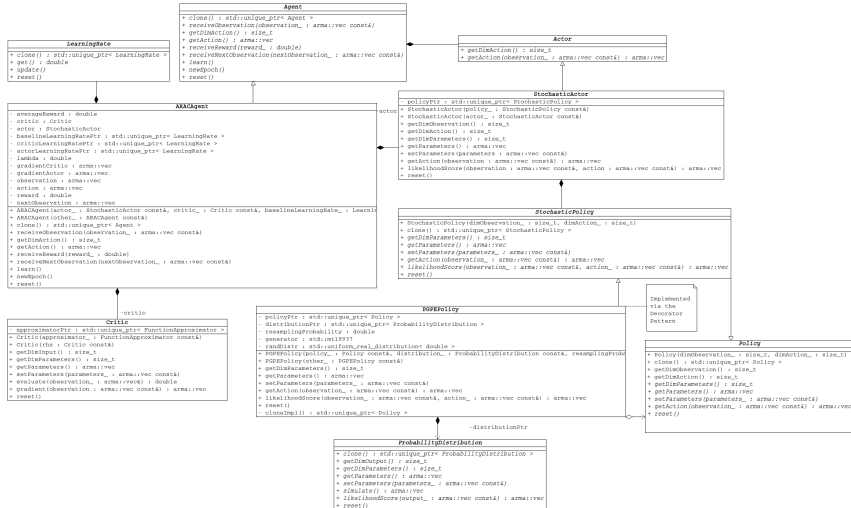 Agent
+ clone() : std::unique_ptr< Agent >
+ receiveObservation(observation_ : arma::vec const&)
+ getDimAction() : size_t
+ getAction() : arma::vec
+ receiveReward(reward_ : double)
+ receiveNextObservation(nextObservation_ : arma::vec const&)
+ learn()
+ newEpoch()
+ reset()
Actor
+ getDimAction() : size_t
+ getAction(observation_ : arma::vec const&) : arma::vec
LearningRate
+ clone() : std::unique_ptr< LearningRate >
+ get() : double
+ update()
+ reset()
ARACAgent
- averageReward : double
- critic : Critic
- actor : StochasticActor
- baselineLearningRatePtr : std::unique_ptr< LearningRate >
- criticLearningRatePtr : std::unique_ptr< LearningRate >
- actorLearningRatePtr : std::unique_ptr< LearningRate >
- lambda : double
- gradientCritic : arma::vec
- gradientActor : arma::vec
- observation : arma::vec
- action : arma::vec
- reward : double
- nextObservation : arma::vec
+ ARACAgent(actor_ : StochasticActor const&, critic_ : Critic const&, baselineLearningRate_ : Learnin
+ ARACAgent(other_ : ARACAgent const&)
+ clone() : std::unique_ptr< Agent >
+ receiveObservation(observation_ : arma::vec const&)
+ getDimAction() : size_t
+ getAction() : arma::vec
+ receiveReward(reward_ : double)
+ receiveNextObservation(nextObservation_ : arma::vec const&)
+ learn()
+ newEpoch()
+ reset()
actor
StochasticActor
- policyPtr : std::unique_ptr< StochasticPolicy >
+ StochasticActor(policy_ : StochasticPolicy const&)
+ StochasticActor(actor_ : StochasticActor const&)
+ getDimObservation() : size_t
+ getDimAction() : size_t
+ getDimParameters() : size_t
+ getParameters() : arma::vec
+ setParameters(parameters : arma::vec const&)
+ getAction(observation : arma::vec const&) : arma::vec
+ likelihoodScore(observation : arma::vec const&, action : arma::vec const&) : arma::vec
+ reset()
StochasticPolicy
+ StochasticPolicy(dimObservation_ : size_t, dimAction_ : size_t)
+ clone() : std::unique_ptr< StochasticPolicy >
+ getDimParameters() : size_t
+ getParameters() : arma::vec
+ setParameters(parameters_ : arma::vec const&)
+ getAction(observation_ : arma::vec const&) : arma::vec
+ likelihoodScore(observation_ : arma::vec const&, action_ : arma::vec const&) : arma::vec
+ reset()
-critic
Critic
- approximatorPtr : std::unique_ptr< FunctionApproximator >
+ Critic(approximator_ : FunctionApproximator const&)
+ Critic(rhs : Critic const&)
+ getDimInput() : size_t
+ getDimParameters() : size_t
+ getParameters() : arma::vec
+ setParameters(parameters_ : arma::vec const&)
+ evaluate(observation_ : arma::vec&) : double
+ gradient(observation_ : arma::vec const&) : arma::vec
+ reset()
PGPEPolicy
- policyPtr : std::unique_ptr< Policy >
- distributionPtr : std::unique_ptr< ProbabilityDistribution >
- resamplingProbability : double
- generator : std::mt19937
- randDistr : std::uniform_real_distribution< double >
+ PGPEPolicy(policy_ : Policy const&, distribution_ : ProbabilityDistribution const&, resamplingProba
+ PGPEPolicy(other_ : PGPEPolicy const&)
+ getDimParameters() : size_t
+ getParameters() : arma::vec
+ setParameters(parameters : arma::vec const&)
+ getAction(observation_ : arma::vec const&) : arma::vec
+ likelihoodScore(observation_ : arma::vec const&, action_ : arma::vec const&) : arma::vec
+ reset()
- cloneImpl() : std::unique_ptr< Policy >
Implemented
via the
Decorator
Pattern
Policy
+ Policy(dimObservation_ : size_t, dimAction_ : size_t)
+ clone() : std::unique_ptr< Policy >
+ getDimObservation() : size_t
+ getDimAction() : size_t
+ getDimParameters() : size_t
+ getParameters() : arma::vec
+ setParameters(parameters_ : arma::vec const&)
+ getAction(observation_ : arma::vec const&) : arma::vec
+ reset()
-distributionPtr
ProbabilityDistribution
+ clone() : std::unique_ptr< ProbabilityDistribution >
+ getDimOutput() : size_t
+ getDimParameters() : size_t
+ getParameters() : arma::vec
+ setParameters(parameters_ : arma::vec const&)
+ simulate() : arma::vec
+ likelihoodScore(output_ : arma::vec const&) : arma::vec
+ reset()